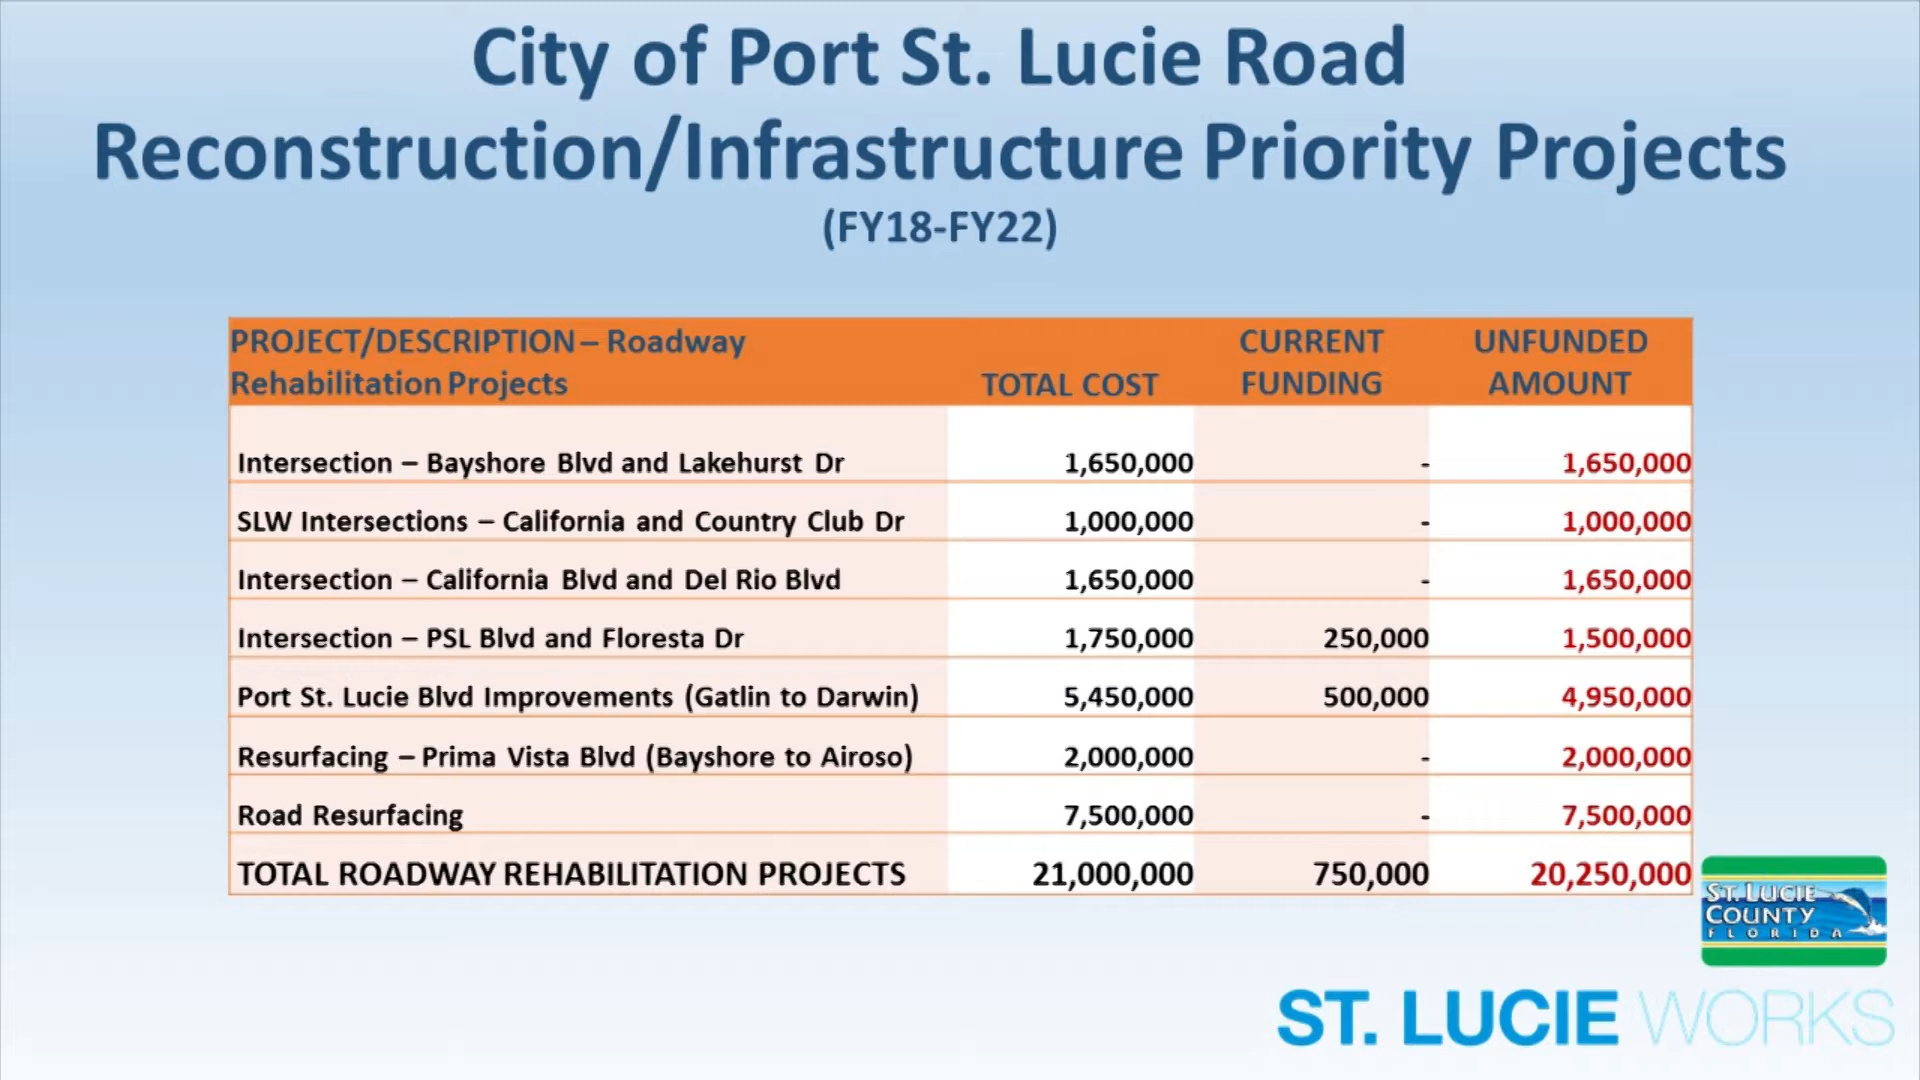 City of Port St. Lucie Road
Reconstruction/Infrastructure Priority Projects
(FY18-FY22)
PROJECT/DESCRIPTION – Roadway Rehabilitation Projects TOTAL COST CURRENT FUNDING UNFUNDED AMOUNT
Intersection – Bayshore Blvd and Lakehurst Dr 1,650,000 - 1,650,000
SLW Intersections – California and Country Club Dr 1,000,000 - 1,000,000
Intersection – California Blvd and Del Rio Blvd 1,650,000 - 1,650,000
Intersection – PSL Blvd and Floresta Dr 1,750,000 250,000 1,500,000
Port St. Lucie Blvd Improvements (Gatlin to Darwin) 5,450,000 500,000 4,950,000
Resurfacing – Prima Vista Blvd (Bayshore to Airoso) 2,000,000 - 2,000,000
Road Resurfacing 7,500,000 - 7,500,000
TOTAL ROADWAY REHABILITATION PROJECTS 21,000,000 750,000 20,250,000
ST. LUCIE
COUNTY
FLORIDA
ST. LUCIE WORKS